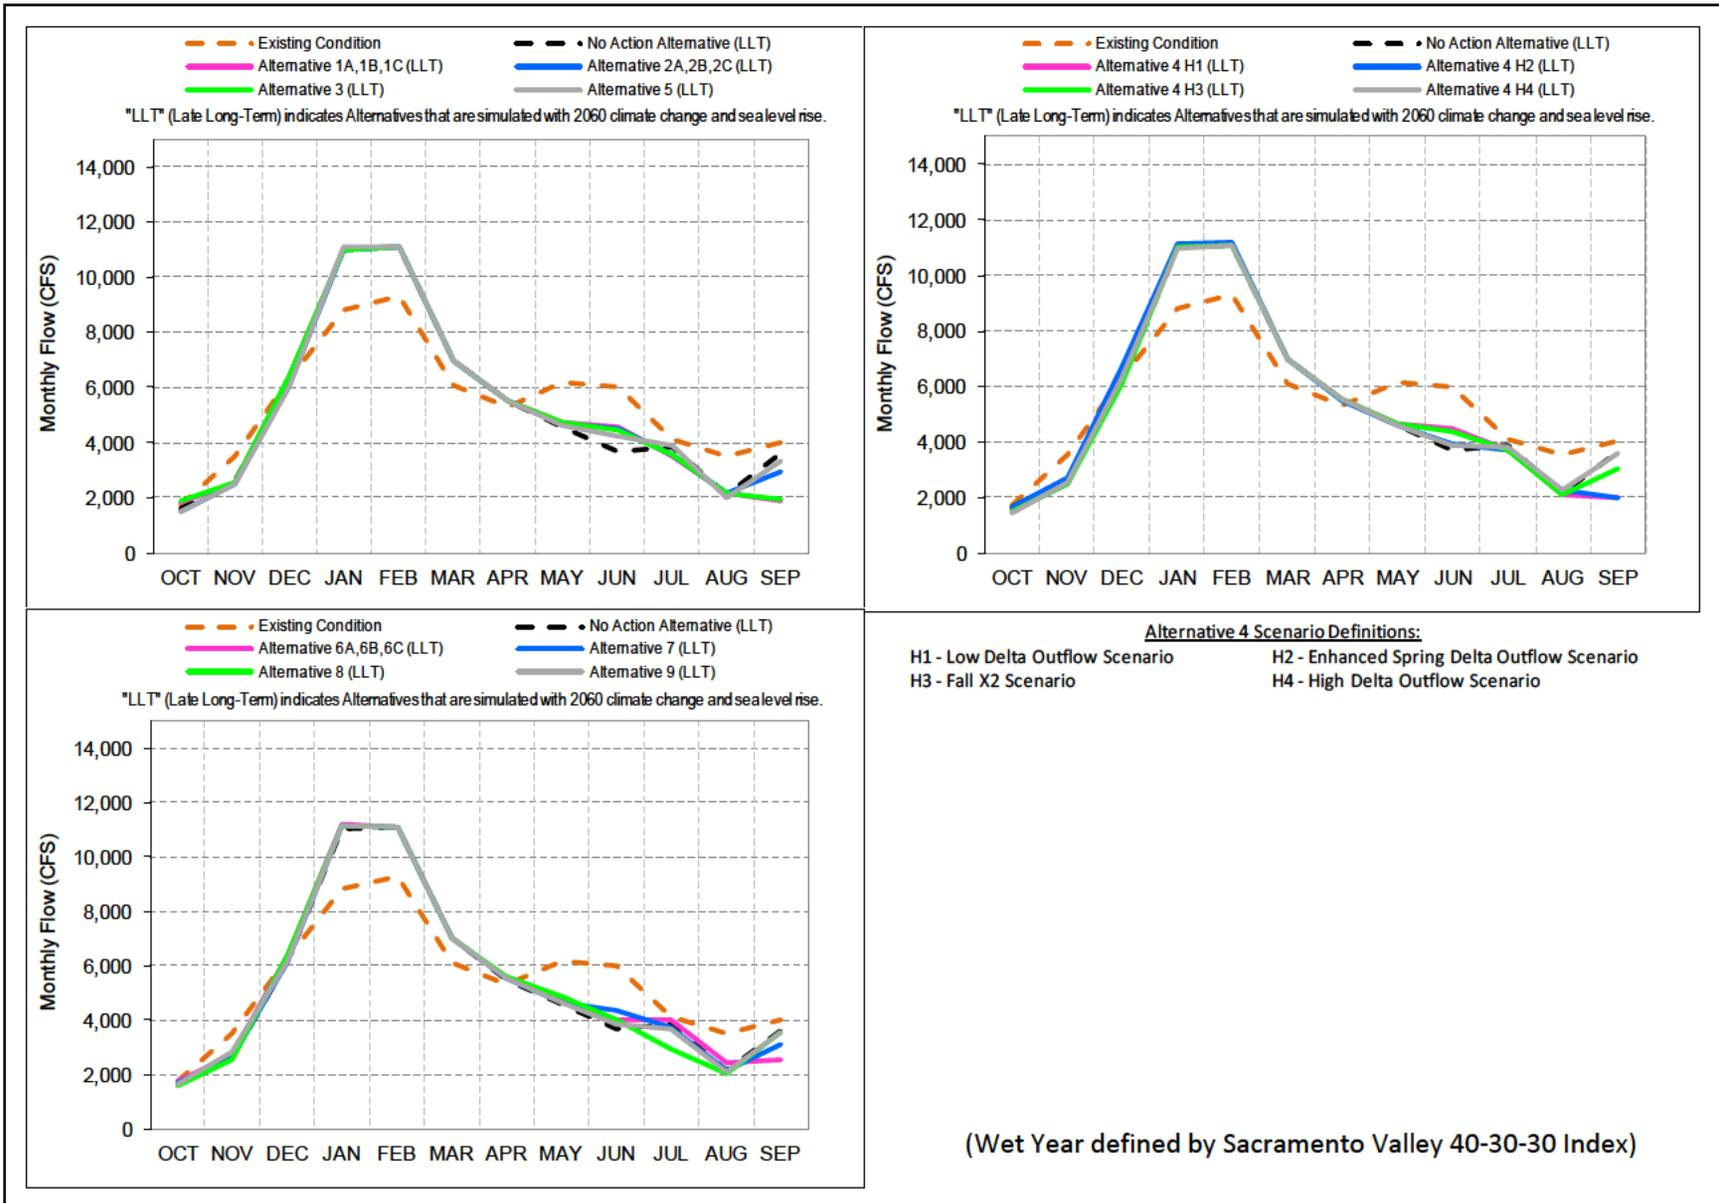 Existing Condition No Action Alternative (LLT)
Alternative 1A,1B,1C (LLT) Alternative 2A,2B,2C (LLT)
Alternative 3 (LLT) Alternative 5 (LLT)
"LLT" (Late Long-Term) indicates Alternatives that are simulated with 2060 climate change and sea level rise.
Monthly Flow (CFS)
14,000
12,000
10,000
8,000
6,000
4,000
2,000
0
OCT NOV DEC JAN FEB MAR APR MAY JUN JUL AUG SEP
Existing Condition No Action Alternative (LLT)
Alternative 4 H1 (LLT) Alternative 4 H2 (LLT)
Alternative 4 H3 (LLT) Alternative 4 H4 (LLT)
"LLT" (Late Long-Term) indicates Alternatives that are simulated with 2060 climate change and sea level rise.
Monthly Flow (CFS)
14,000
12,000
10,000
8,000
6,000
4,000
2,000
0
OCT NOV DEC JAN FEB MAR APR MAY JUN JUL AUG SEP
Existing Condition No Action Alternative (LLT)
Alternative 6A,6B,6C (LLT) Alternative 7 (LLT)
Alternative 8 (LLT) Alternative 9 (LLT)
"LLT" (Late Long-Term) indicates Alternatives that are simulated with 2060 climate change and sea level rise.
Monthly Flow (CFS)
14,000
12,000
10,000
8,000
6,000
4,000
2,000
0
OCT NOV DEC JAN FEB MAR APR MAY JUN JUL AUG SEP
Alternative 4 Scenario Definitions:
H1 - Low Delta Outflow Scenario H2 - Enhanced Spring Delta Outflow Scenario
H3 - Fall X2 Scenario H4 - High Delta Outflow Scenario
(Wet Year defined by Sacramento Valley 40-30-30 Index)